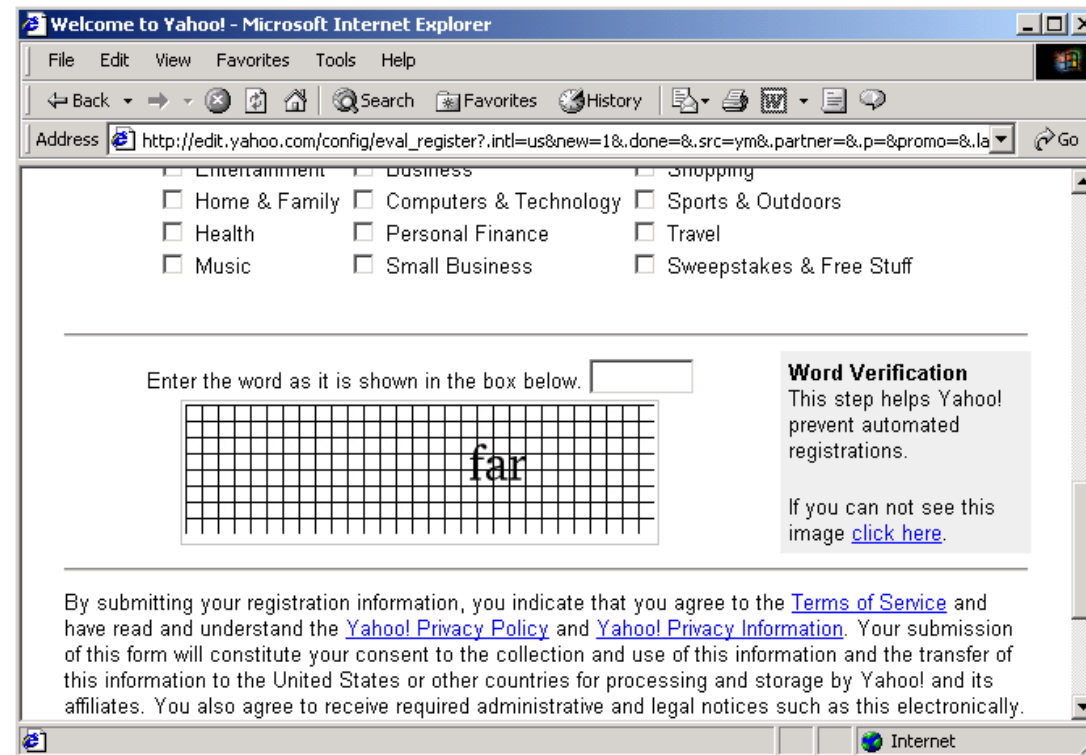 Welcome to Yahoo! - Microsoft Internet Explorer
File Edit View Favorites Tools Help
Back Search Favorites History
Address http://edit.yahoo.com/config/eval_register?.intl=us&new=1&.done=&.src=ym&.partner=&.p=&promo=&.la Go
Entertainment Business Shopping
Home & Family Computers & Technology Sports & Outdoors
Health Personal Finance Travel
Music Small Business Sweepstakes & Free Stuff
Enter the word as it is shown in the box below.
far
Word Verification
This step helps Yahoo!
prevent automated
registrations.
If you can not see this
image click here.
By submitting your registration information, you indicate that you agree to the Terms of Service and
have read and understand the Yahoo! Privacy Policy and Yahoo! Privacy Information. Your submission
of this form will constitute your consent to the collection and use of this information and the transfer of
this information to the United States or other countries for processing and storage by Yahoo! and its
affiliates. You also agree to receive required administrative and legal notices such as this electronically.
Internet